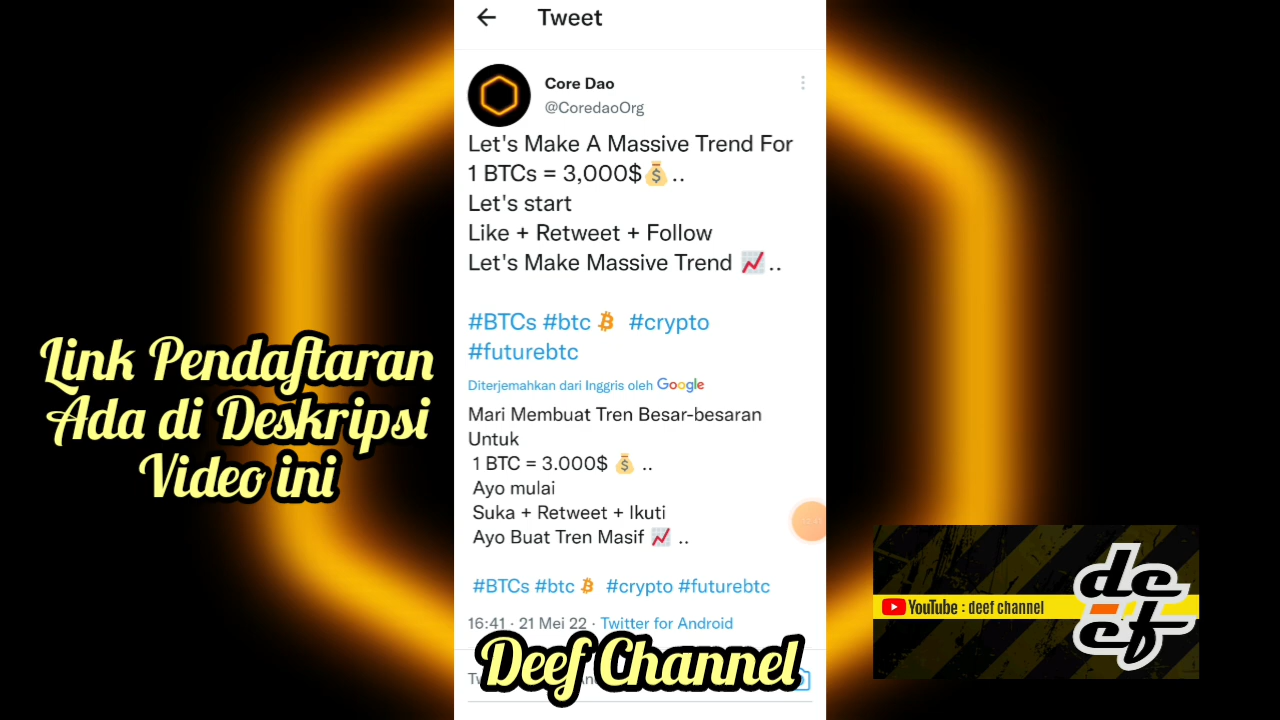 Tweet
Core Dao
@CoredaoOrg
Let's Make A Massive Trend For
1 BTCs = 3,000$💰..
Let's start
Like + Retweet + Follow
Let's Make Massive Trend 📈..
#BTCs #btc #crypto
#futurebtc
Diterjemahkan dari Inggris oleh Google
Mari Membuat Tren Besar-besaran
Untuk
1 BTC = 3.000$ 💰 ..
Ayo mulai
Suka + Retweet + Ikuti
Ayo Buat Tren Masif 📈 ..
#BTCs #btc #crypto #futurebtc
16:41 · 21 Mei 22 · Twitter for Android
Link Pendaftaran
Ada di Deskripsi
Video ini
Deef Channel
YouTube : deef channel
deef